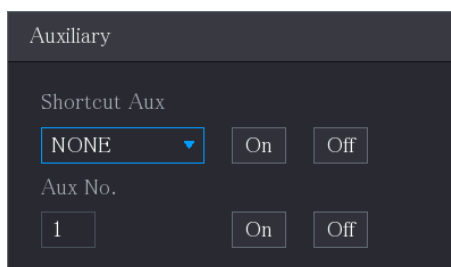 Auxiliary
Shortcut Aux
NONE On Off
Aux No.
1 On Off